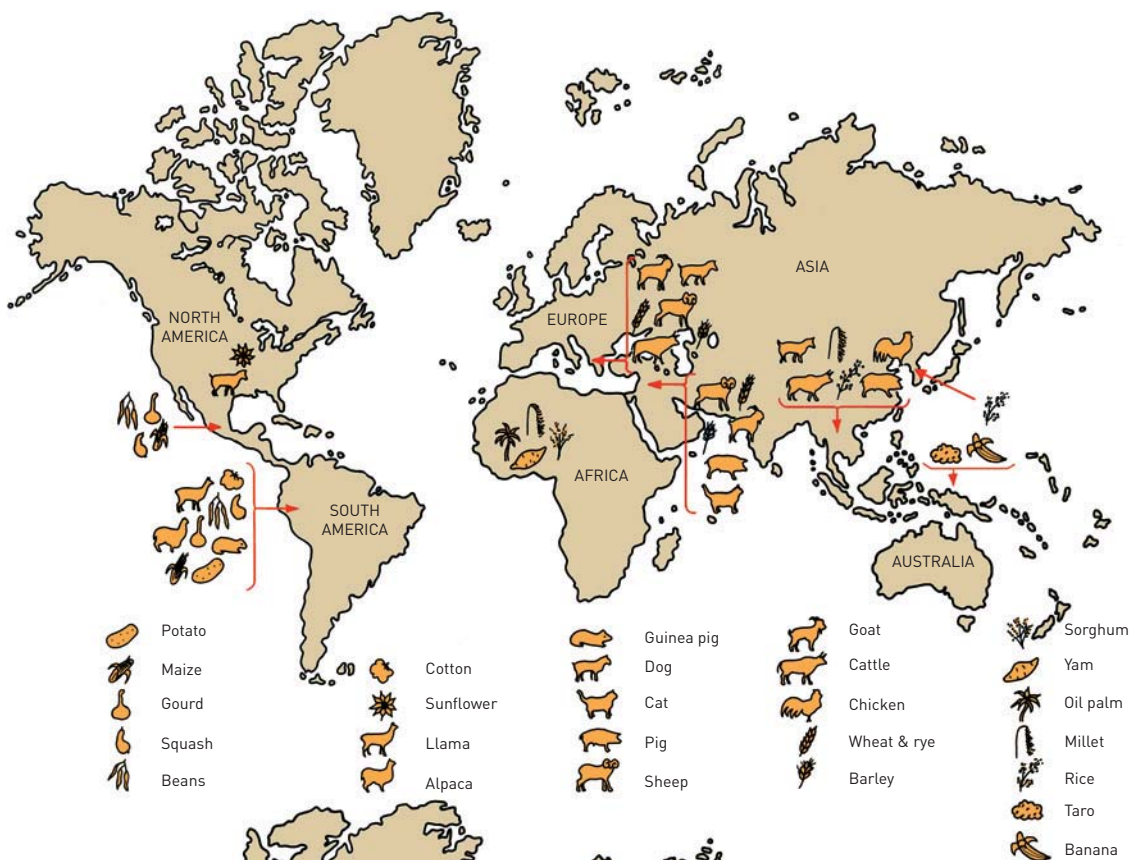 ASIA
NORTH
AMERICA
EUROPE
AFRICA
SOUTH
AMERICA
AUSTRALIA
Potato
Maize
Gourd
Squash
Beans
Cotton
Sunflower
Llama
Alpaca
Guinea pig
Dog
Cat
Pig
Sheep
Goat
Cattle
Chicken
Wheat & rye
Barley
Sorghum
Yam
Oil palm
Millet
Rice
Taro
Banana